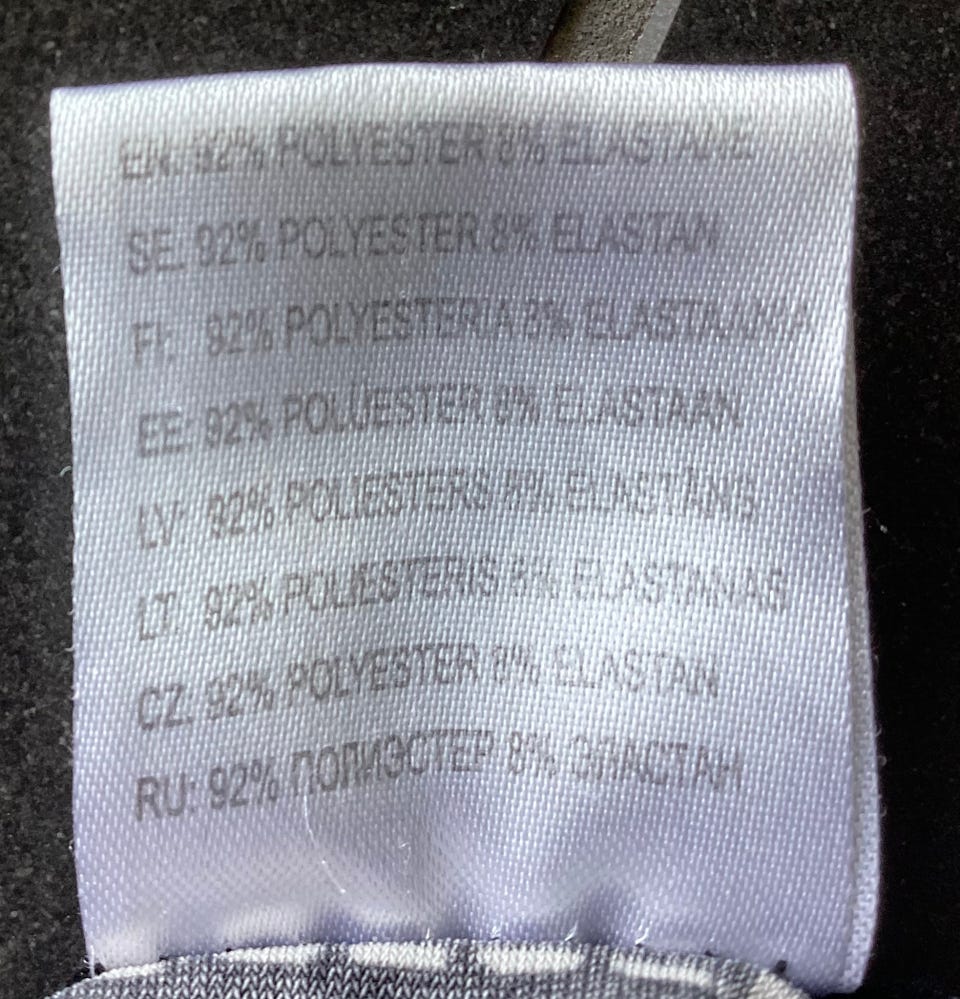 EN: 92% POLYESTER 8% ELASTANE
SE: 92% POLYESTER 8% ELASTAN
FI: 92% POLYESTERIA 8% ELASTAANIA
EE: 92% POLÜESTER 8% ELASTAAN
LV: 92% POLIESTERS 8% ELASTĀNS
LT: 92% POLIESTERIS 8% ELASTANAS
CZ: 92% POLYESTER 8% ELASTAN
RU: 92% ПОЛИЭСТЕР 8% ЭЛАСТАН